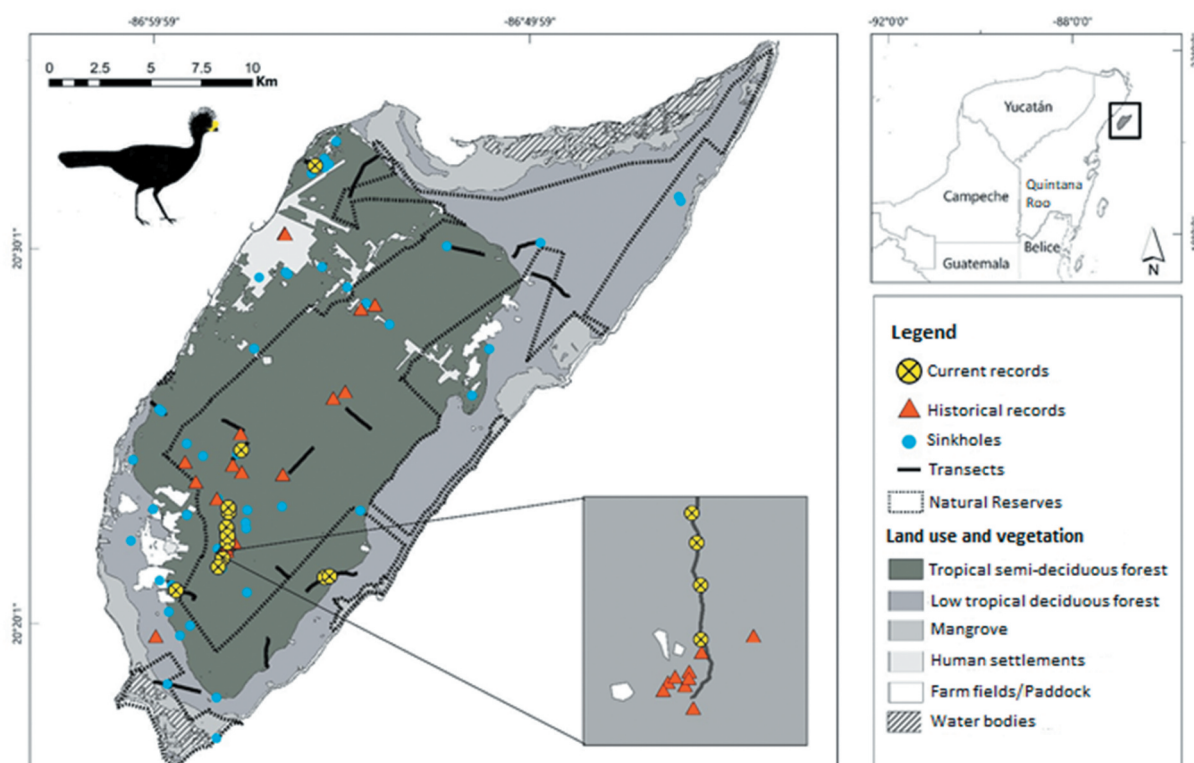 -86°59'59"
-86°49'59"
0 2.5 5 7.5 10 Km
20°30'1"
20°20'1"
-92°0'0"
-88°0'0"
Yucatán
Campeche
Quintana
Roo
Belice
Guatemala
N
Legend
Current records
Historical records
Sinkholes
Transects
Natural Reserves
Land use and vegetation
Tropical semi-deciduous forest
Low tropical deciduous forest
Mangrove
Human settlements
Farm fields/Paddock
Water bodies